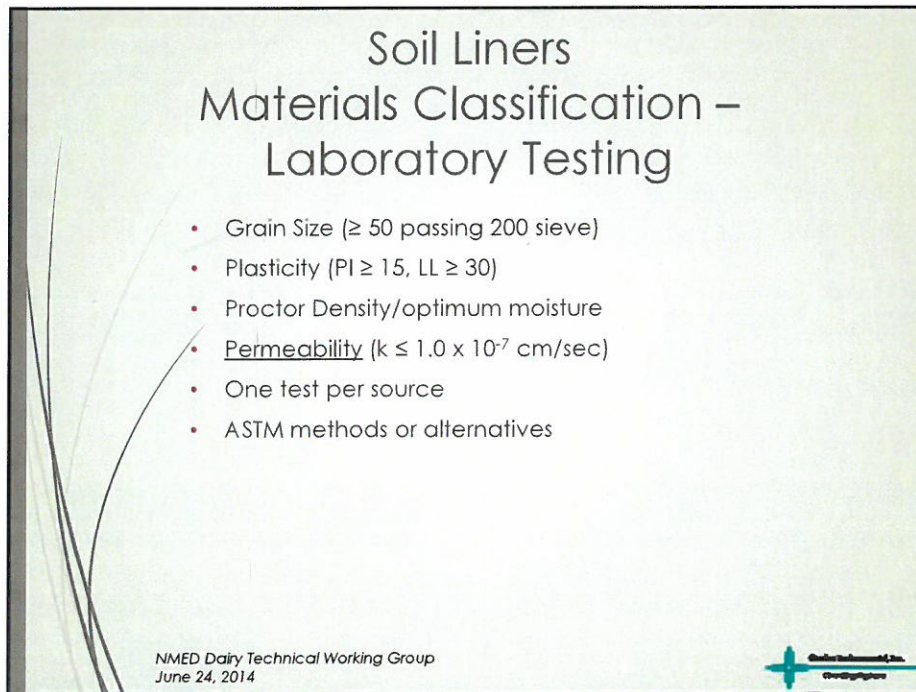 Soil Liners
Materials Classification –
Laboratory Testing
• Grain Size (≥ 50 passing 200 sieve)
• Plasticity (PI ≥ 15, LL ≥ 30)
• Proctor Density/optimum moisture
• Permeability (k ≤ 1.0 x 10⁻⁷ cm/sec)
• One test per source
• ASTM methods or alternatives
NMED Dairy Technical Working Group
June 24, 2014